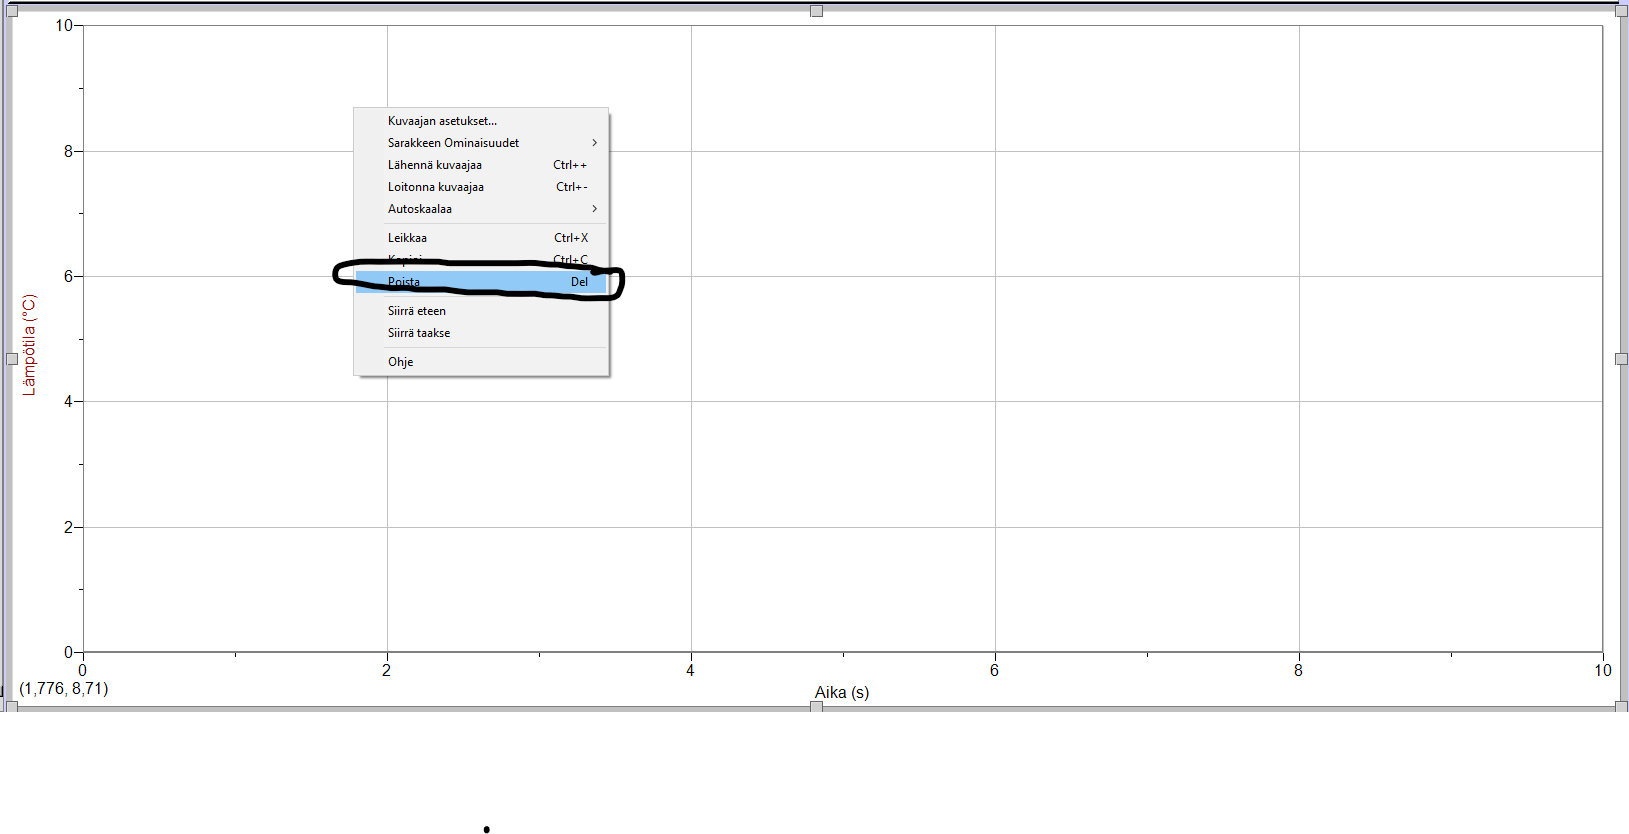 10
8
6
4
2
0
Lämpötila (°C)
Kuvaajan asetukset...
Sarakkeen Ominaisuudet
Lähennä kuvaajaa Ctrl++
Loitonna kuvaajaa Ctrl+-
Autoskaalaa
Leikkaa Ctrl+X
Kopioi Ctrl+C
Poista Del
Siirrä eteen
Siirrä taakse
Ohje
0 2 4 6 8 10
(1,776, 8,71)
Aika (s)